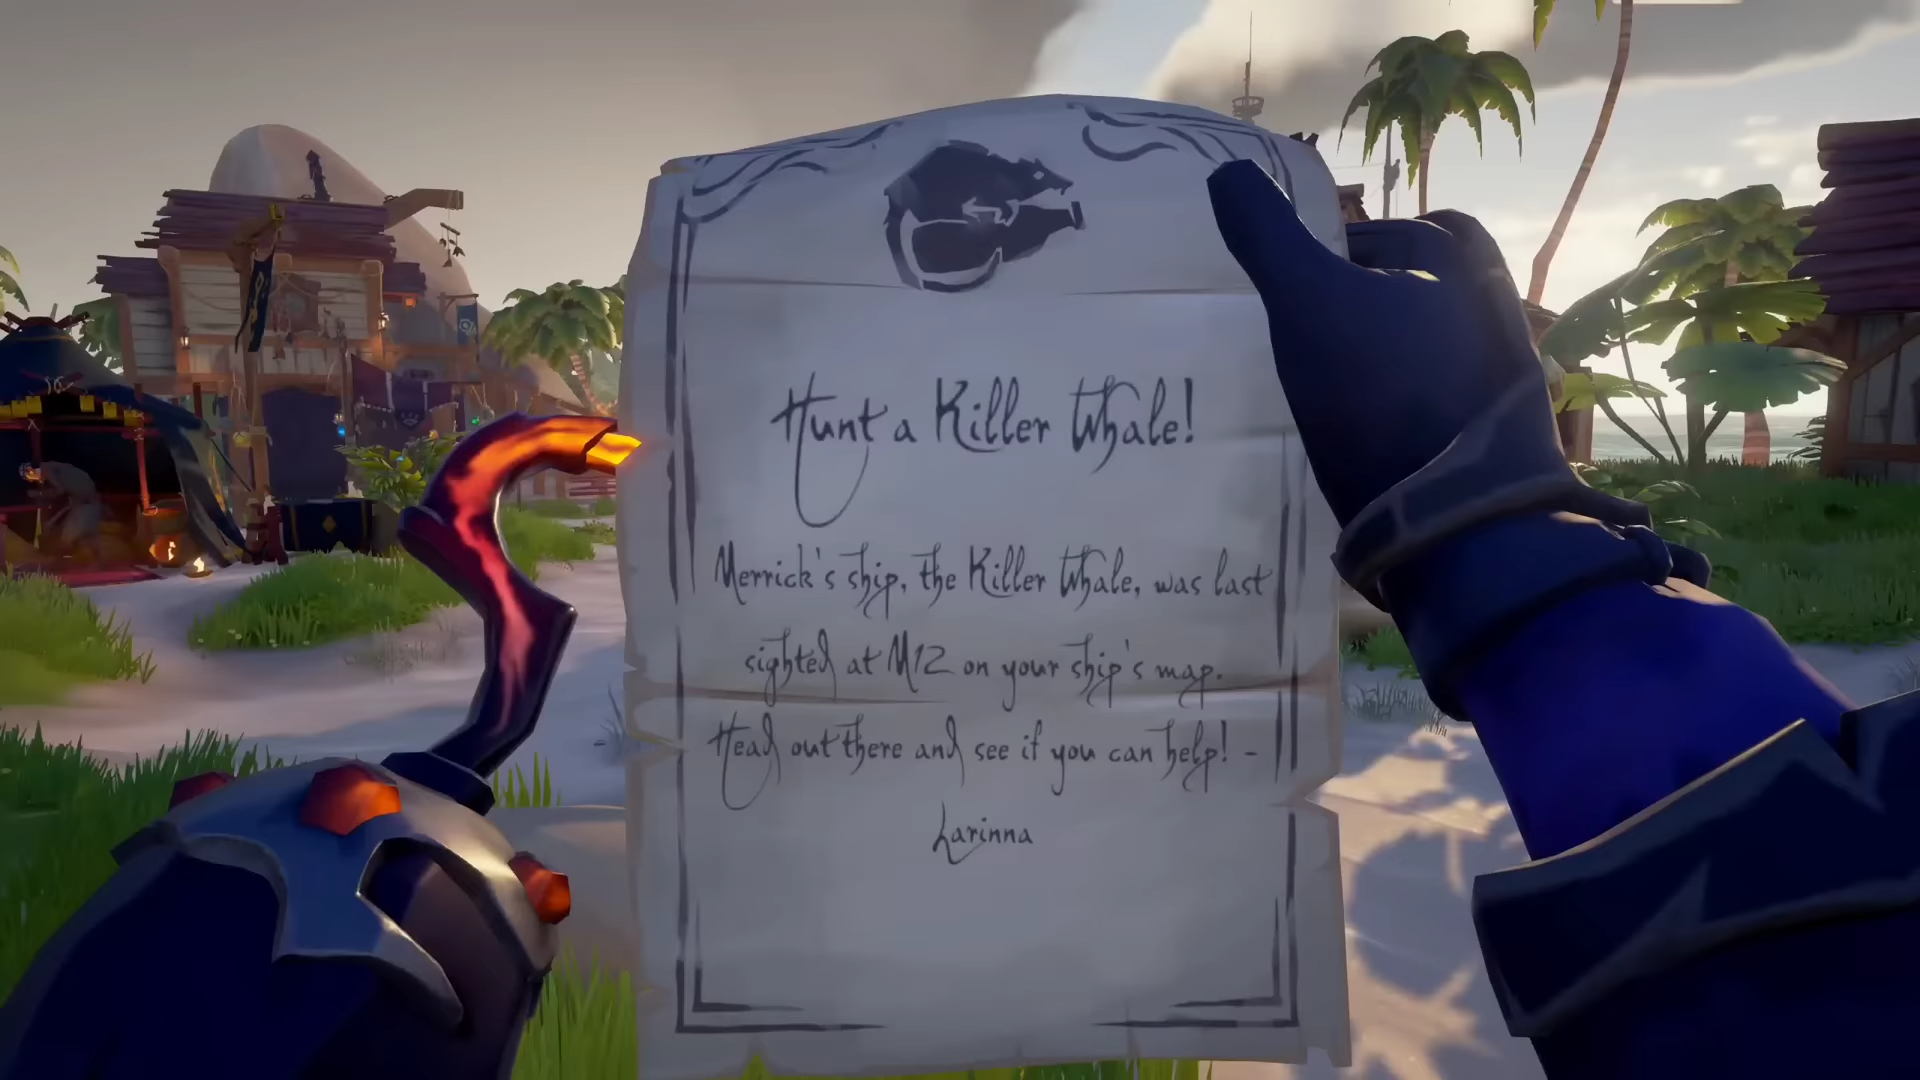 Hunt a Killer Whale!
Merrick's ship, the Killer Whale, was last
sighted at M12 on your ship's map.
Head out there and see if you can help! -
Larinna